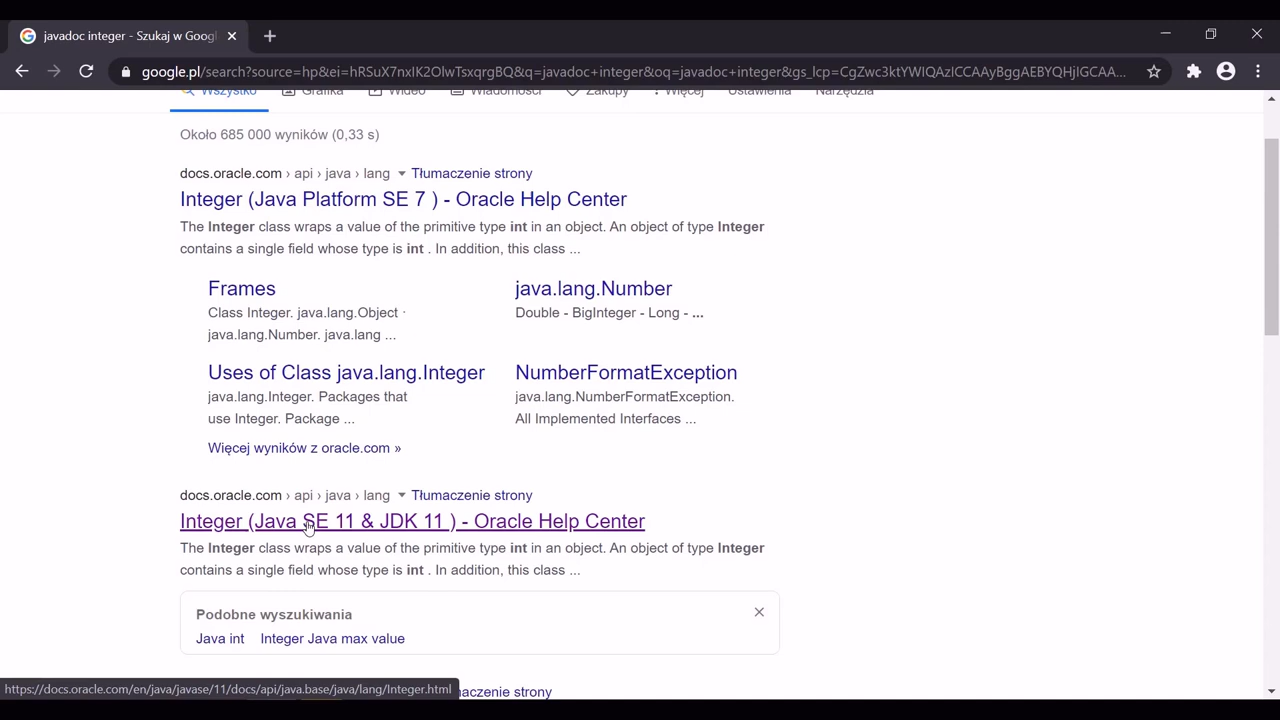 javadoc integer - Szukaj w Googl
google.pl/search?source=hp&ei=hRSuX7nxIK2OlwTsxqrgBQ&q=javadoc+integer&oq=javadoc+integer&gs_lcp=CgZwc3ktYWIQAzICCAAyBggAEBYQHjIGCAA...
Wszystko Grafika Wideo Wiadomości Zakupy Więcej Ustawienia Narzędzia
Około 685 000 wyników (0,33 s)
docs.oracle.com › api › java › lang Tłumaczenie strony
Integer (Java Platform SE 7 ) - Oracle Help Center
The Integer class wraps a value of the primitive type int in an object. An object of type Integer
contains a single field whose type is int . In addition, this class ...
Frames
Class Integer. java.lang.Object ·
java.lang.Number. java.lang ...
java.lang.Number
Double - BigInteger - Long - ...
Uses of Class java.lang.Integer
java.lang.Integer. Packages that
use Integer. Package ...
NumberFormatException
java.lang.NumberFormatException.
All Implemented Interfaces ...
Więcej wyników z oracle.com »
docs.oracle.com › api › java › lang Tłumaczenie strony
Integer (Java SE 11 & JDK 11 ) - Oracle Help Center
The Integer class wraps a value of the primitive type int in an object. An object of type Integer
contains a single field whose type is int . In addition, this class ...
Podobne wyszukiwania
Java int Integer Java max value
https://docs.oracle.com/en/java/javase/11/docs/api/java.base/java/lang/Integer.html
strony